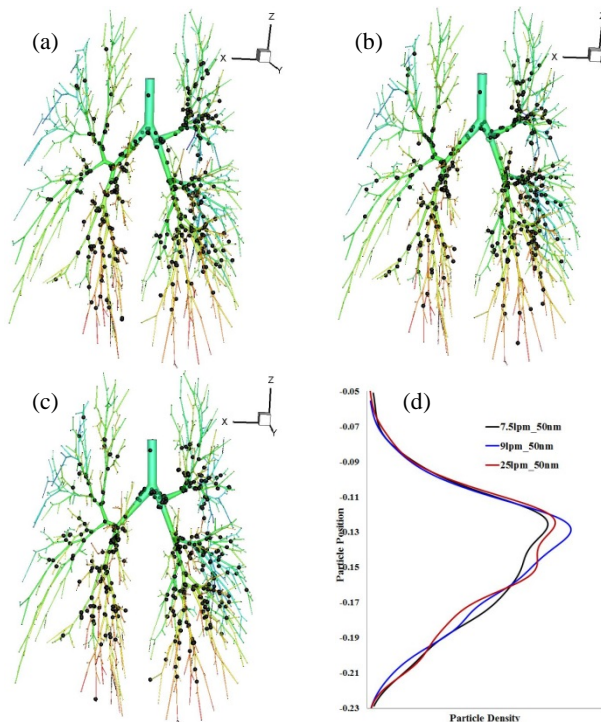 (a)
Z
X
Y
(b)
Z
X
Y
(c)
Z
X
Y
(d)
-0.05
-0.07
-0.09
-0.11
-0.13
-0.15
-0.17
-0.19
-0.21
-0.23
Particle Position
7.5lpm_50nm
9lpm_50nm
25lpm_50nm
Particle Density